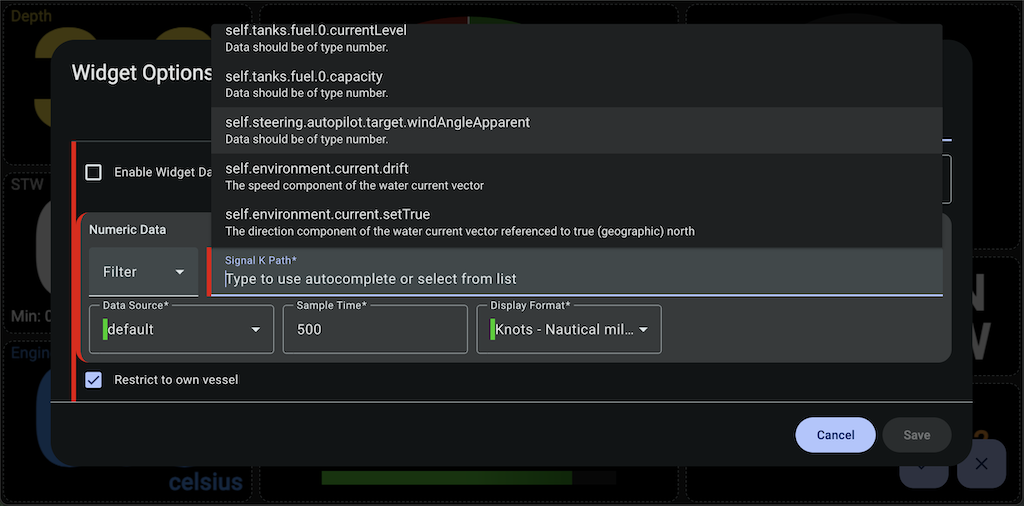 Depth
self.tanks.fuel.0.currentLevel
Data should be of type number.
Widget Options
self.tanks.fuel.0.capacity
Data should be of type number.
self.steering.autopilot.target.windAngleApparent
Data should be of type number.
Enable Widget Da
self.environment.current.drift
The speed component of the water current vector
STW
self.environment.current.setTrue
The direction component of the water current vector referenced to true (geographic) north
Numeric Data
Filter
Signal K Path*
Type to use autocomplete or select from list
Data Source*
default
Sample Time*
500
Display Format*
Knots - Nautical mil...
Min: 0
N
W
Engin
Restrict to own vessel
Cancel
Save
celsius